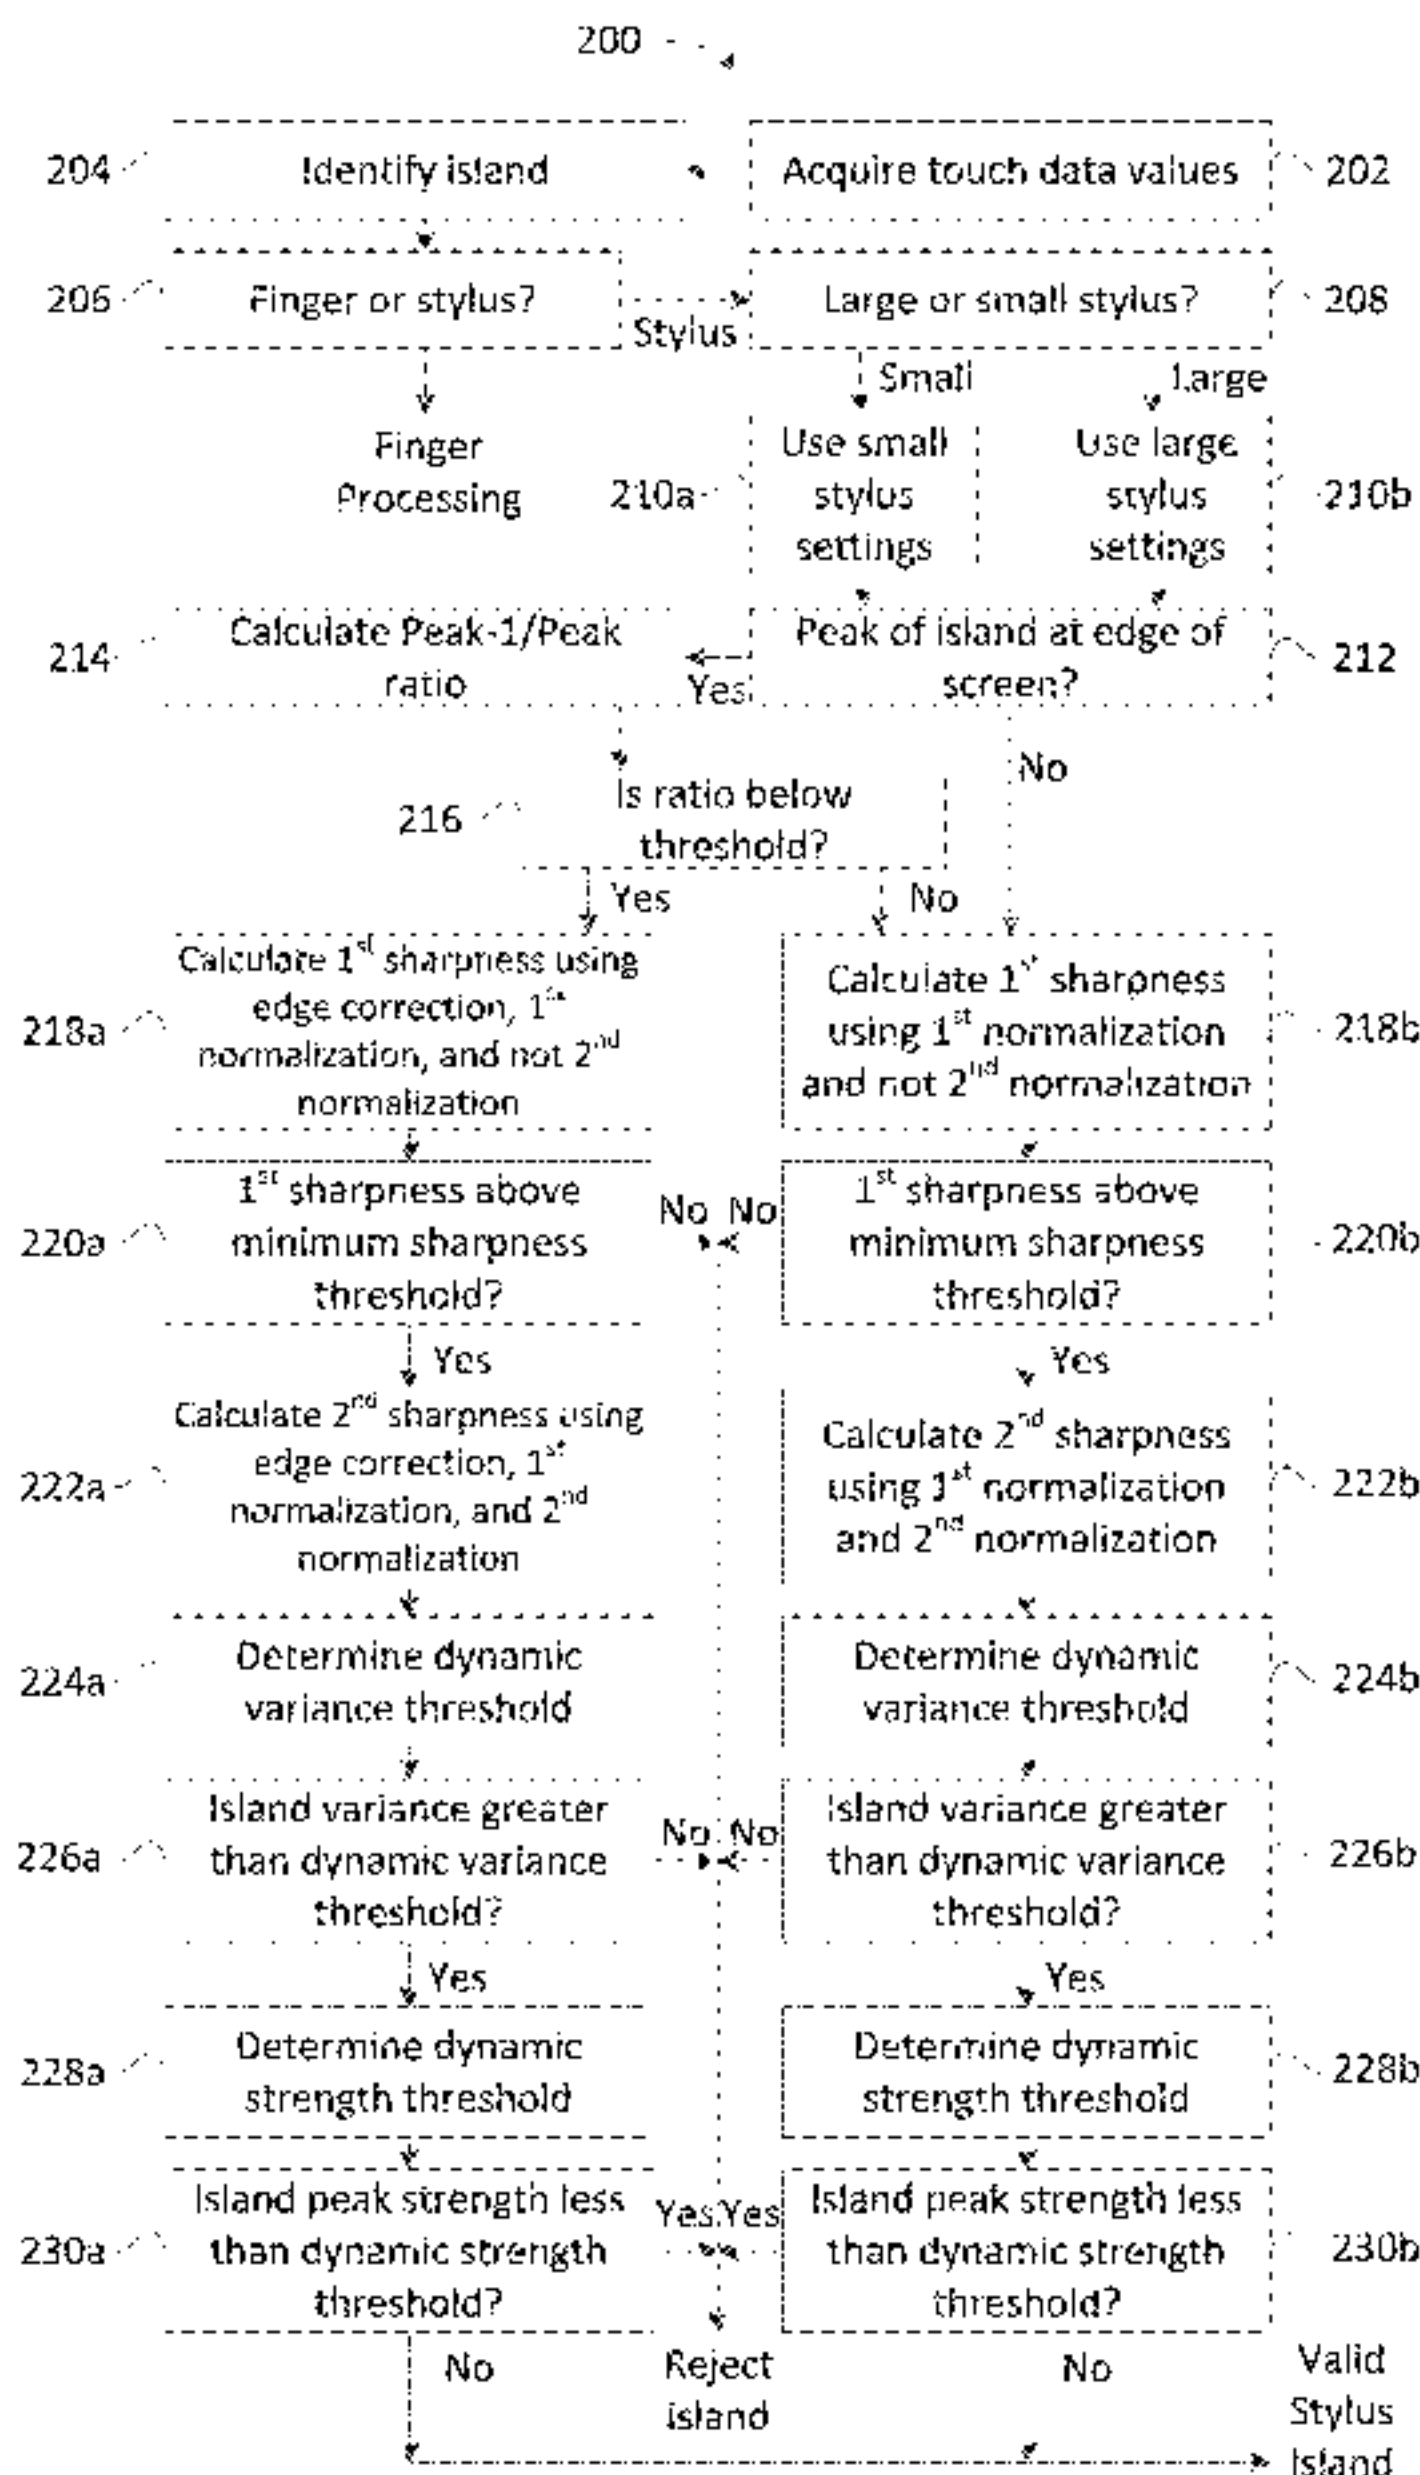 200
204
Identify island
Acquire touch data values
202
206
Finger or stylus?
Stylus
Large or small stylus?
208
Small
Large
Finger
Processing
210a
Use small
stylus
settings
Use large
stylus
settings
210b
214
Calculate Peak-1/Peak
ratio
Yes
Peak of island at edge of
screen?
212
No
216
Is ratio below
threshold?
Yes
No
218a
Calculate 1st sharpness using
edge correction, 1st
normalization, and not 2nd
normalization
Calculate 1st sharpness
using 1st normalization
and not 2nd normalization
218b
220a
1st sharpness above
minimum sharpness
threshold?
No
No
1st sharpness above
minimum sharpness
threshold?
220b
Yes
Yes
222a
Calculate 2nd sharpness using
edge correction, 1st
normalization, and 2nd
normalization
Calculate 2nd sharpness
using 1st normalization
and 2nd normalization
222b
224a
Determine dynamic
variance threshold
Determine dynamic
variance threshold
224b
226a
Island variance greater
than dynamic variance
threshold?
No
No
Island variance greater
than dynamic variance
threshold?
226b
Yes
Yes
228a
Determine dynamic
strength threshold
Determine dynamic
strength threshold
228b
230a
Island peak strength less
than dynamic strength
threshold?
Yes
Yes
Island peak strength less
than dynamic strength
threshold?
230b
No
Reject
island
No
Valid
Stylus
Island